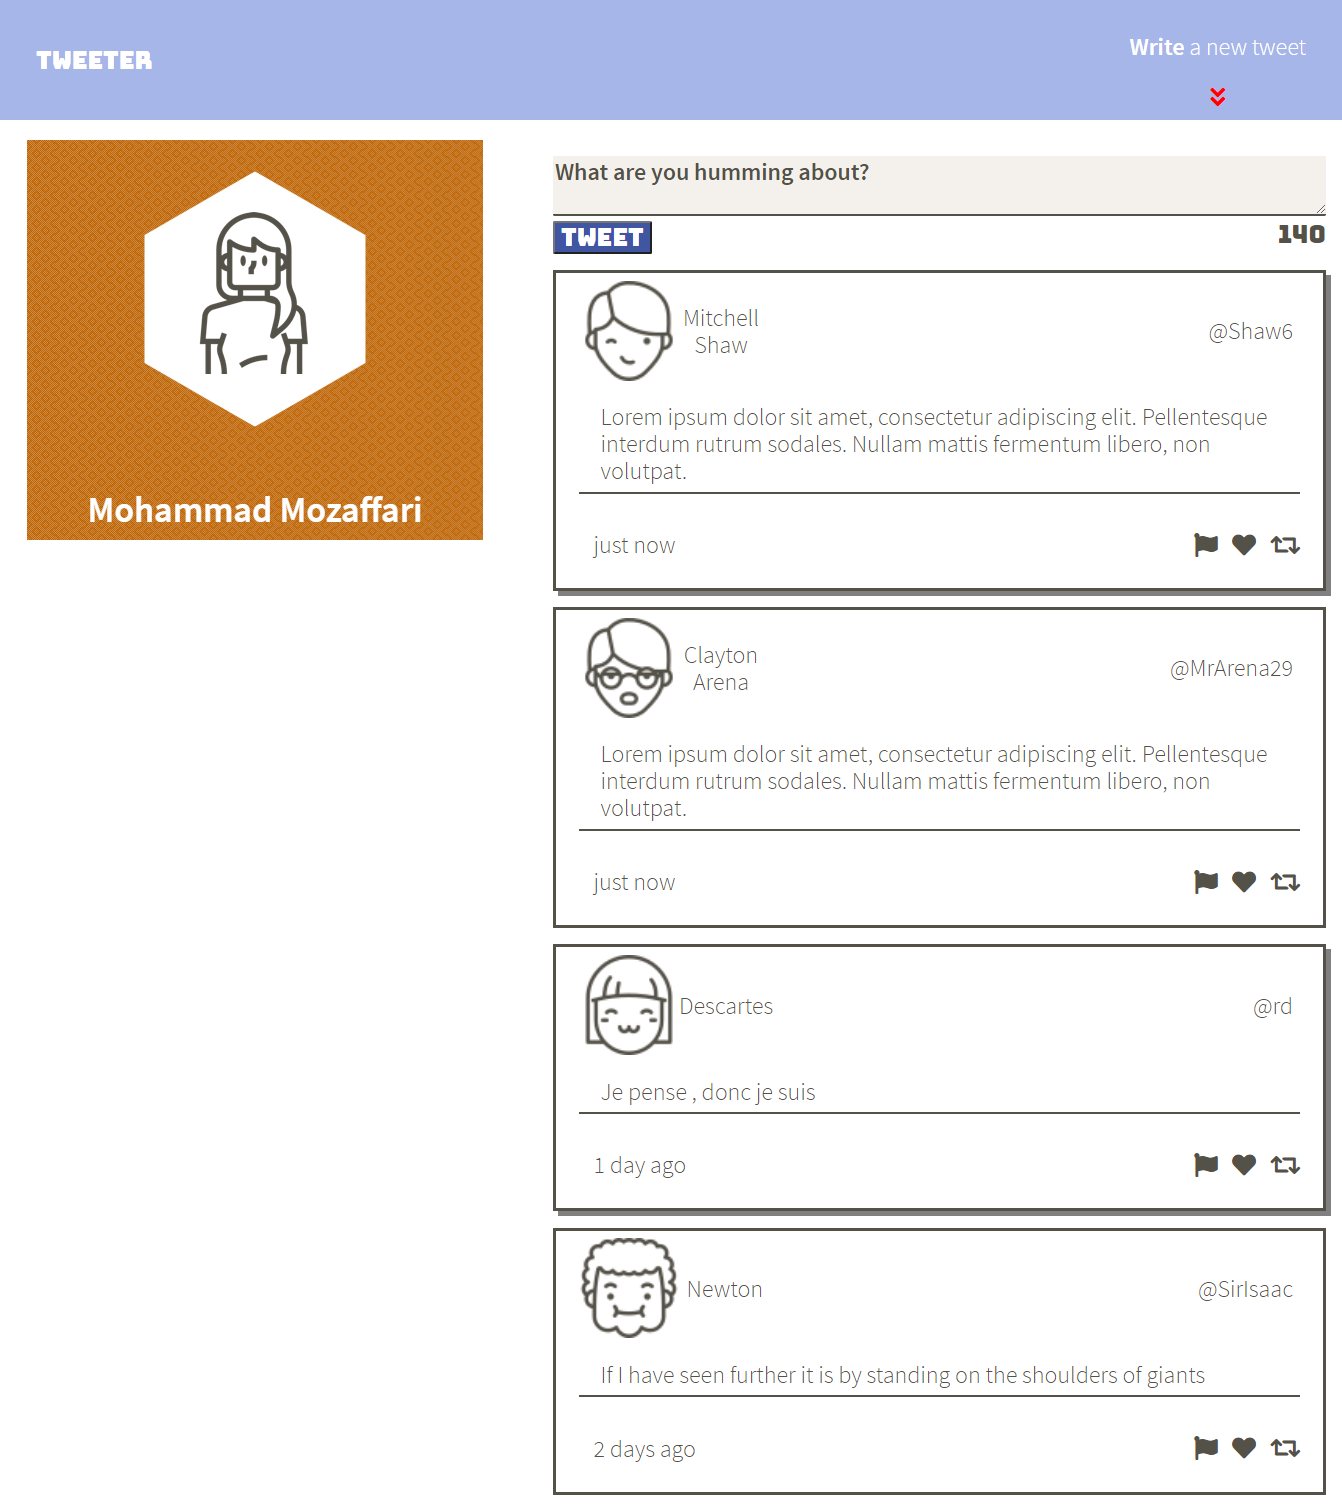 TWEETER
Write a new tweet
Mohammad Mozaffari
What are you humming about?
TWEET
140
Mitchell
Shaw
@Shaw6
Lorem ipsum dolor sit amet, consectetur adipiscing elit. Pellentesque
interdum rutrum sodales. Nullam mattis fermentum libero, non
volutpat.
just now
Clayton
Arena
@MrArena29
Lorem ipsum dolor sit amet, consectetur adipiscing elit. Pellentesque
interdum rutrum sodales. Nullam mattis fermentum libero, non
volutpat.
just now
Descartes
@rd
Je pense , donc je suis
1 day ago
Newton
@SirIsaac
If I have seen further it is by standing on the shoulders of giants
2 days ago